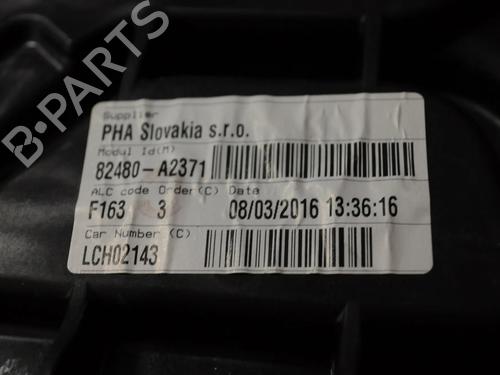 B-PARTS
Supplier
PHA Slovakia s.r.o.
Modul Id(M)
82480-A2371
ALC code Order(C) Data
F163 3 08/03/2016 13:36:16
Car Number (C)
LCH02143